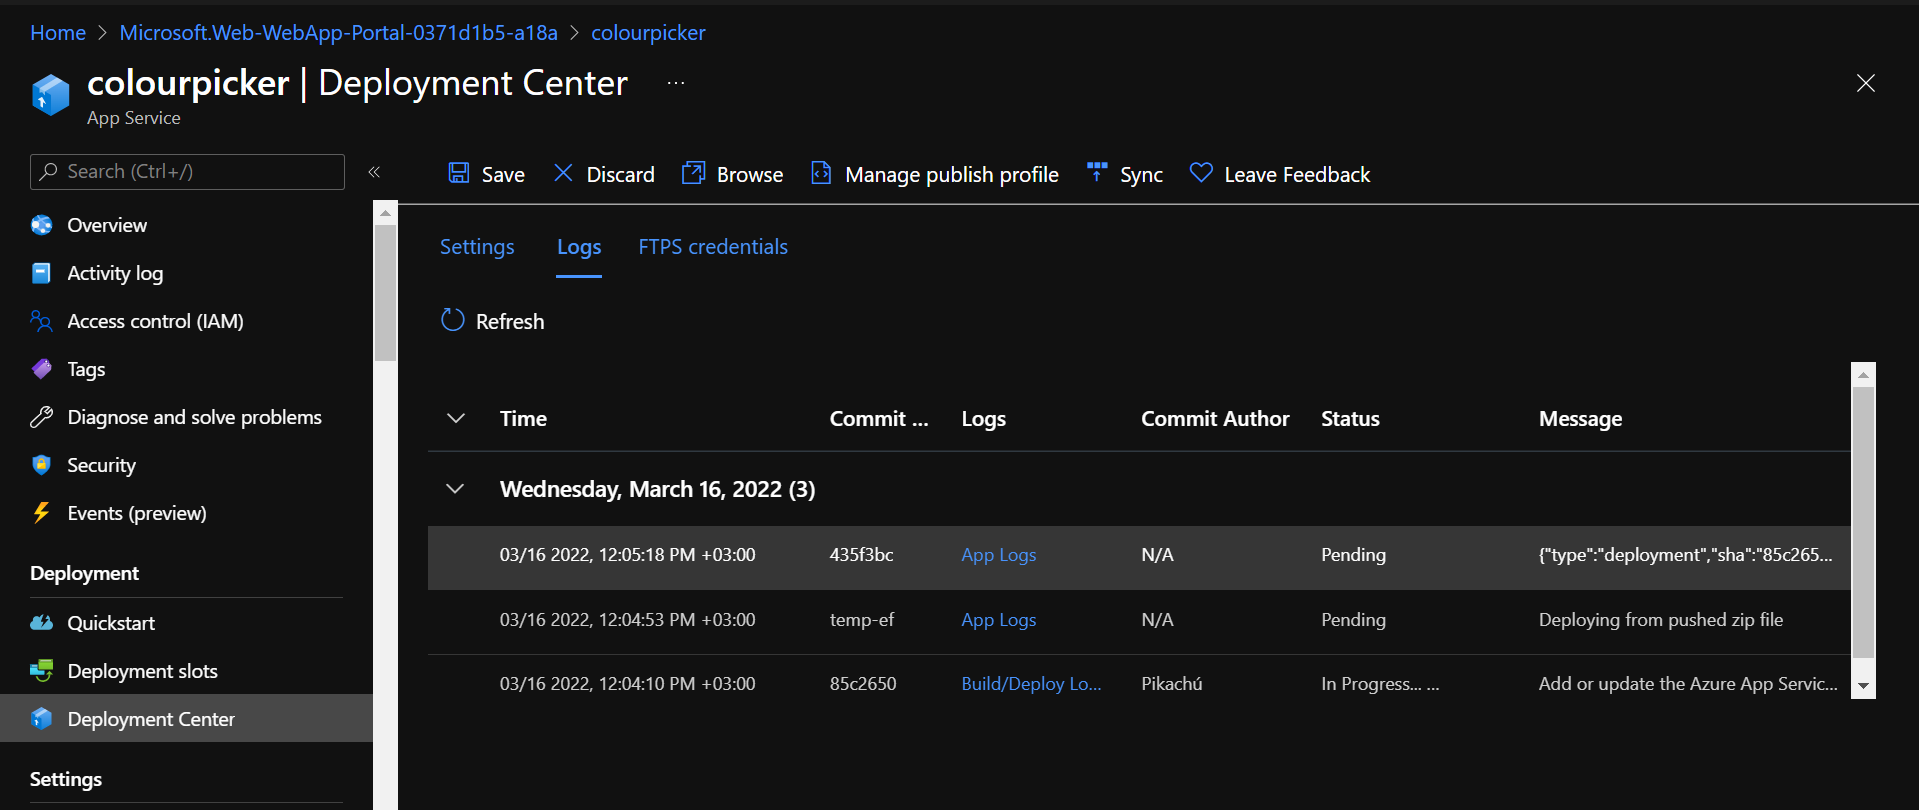 Home > Microsoft.Web-WebApp-Portal-0371d1b5-a18a > colourpicker
colourpicker | Deployment Center ...
App Service
Search (Ctrl+/) «
Save Discard Browse Manage publish profile Sync Leave Feedback
Overview
Activity log
Access control (IAM)
Tags
Diagnose and solve problems
Security
Events (preview)
Deployment
Quickstart
Deployment slots
Deployment Center
Settings
Settings Logs FTPS credentials
Refresh
Time Commit ... Logs Commit Author Status Message
Wednesday, March 16, 2022 (3)
03/16 2022, 12:05:18 PM +03:00 435f3bc App Logs N/A Pending {"type":"deployment","sha":"85c265...
03/16 2022, 12:04:53 PM +03:00 temp-ef App Logs N/A Pending Deploying from pushed zip file
03/16 2022, 12:04:10 PM +03:00 85c2650 Build/Deploy Lo... Pikachú In Progress... ... Add or update the Azure App Servic...